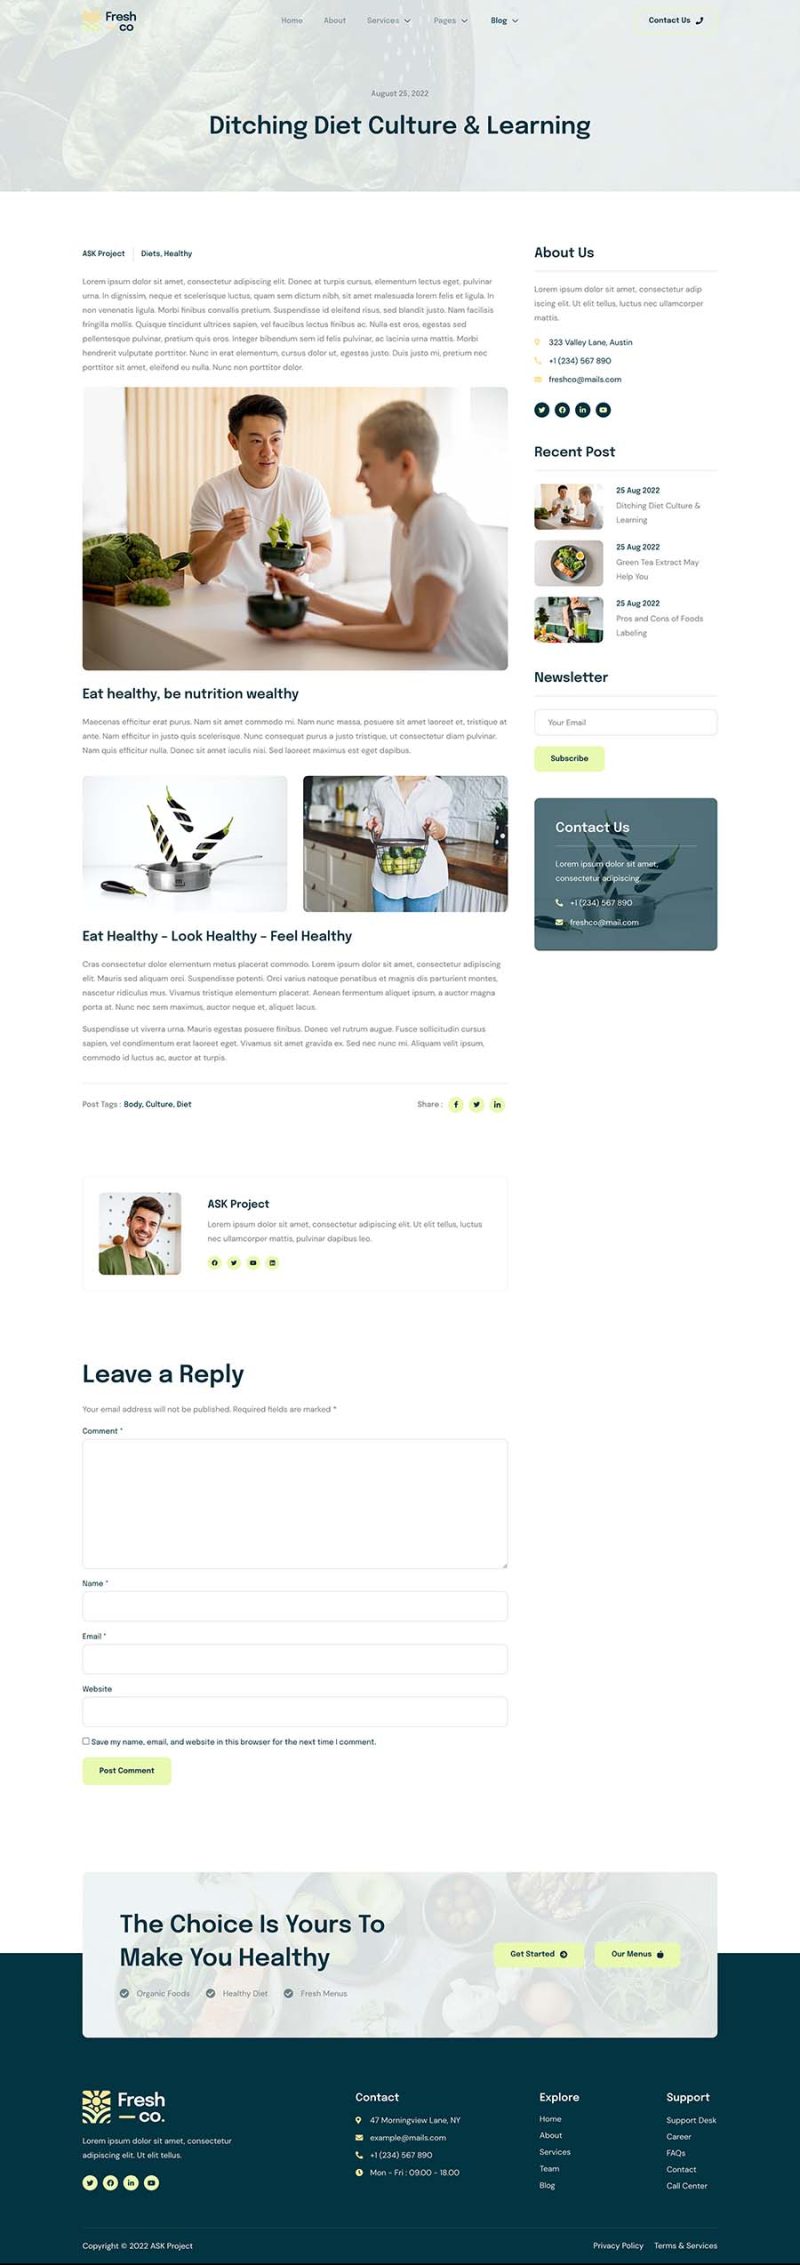 Fresh
co
Home About Services Pages Blog
Contact Us
August 25, 2022
Ditching Diet Culture & Learning
ASK Project Diets, Healthy
Lorem ipsum dolor sit amet, consectetur adipiscing elit. Donec at turpis cursus, elementum lectus eget, pulvinar
urna. In dignissim, neque et scelerisque luctus, quam sem dictum nibh, sit amet malesuada lorem felis et ligula. In
non venenatis ligula. Morbi finibus convallis pretium. Suspendisse id eleifend risus, sed blandit justo. Nam facilisis
fringilla mollis. Quisque tincidunt ultrices sapien, vel faucibus lectus finibus ac. Nulla est eros, egestas sed
pellentesque pulvinar, pretium quis eros. Integer bibendum sem id felis pulvinar, ac lacinia urna mattis. Morbi
hendrerit vulputate porttitor. Nunc in erat elementum, cursus dolor ut, egestas justo. Duis justo mi, pretium nec
porttitor sit amet, eleifend eu nulla. Nunc non porttitor dolor.
Eat healthy, be nutrition wealthy
Maecenas efficitur erat purus. Nam sit amet commodo mi. Nam nunc massa, posuere sit amet laoreet et, tristique at
ante. Nam efficitur in justo quis scelerisque. Nunc consequat purus a justo tristique, ut consectetur diam pulvinar.
Nam quis efficitur nulla. Donec sit amet iaculis nisi. Sed laoreet maximus est eget dapibus.
Eat Healthy – Look Healthy – Feel Healthy
Cras consectetur dolor elementum metus placerat commodo. Lorem ipsum dolor sit amet, consectetur adipiscing
elit. Mauris sed aliquam orci. Suspendisse potenti. Orci varius natoque penatibus et magnis dis parturient montes,
nascetur ridiculus mus. Vivamus tristique elementum placerat. Aenean fermentum aliquet ipsum, a auctor magna
porta at. Nunc nec sem maximus, auctor neque et, aliquet lacus.
Suspendisse ut viverra urna. Mauris egestas posuere finibus. Donec vel rutrum augue. Fusce sollicitudin cursus
sapien, vel condimentum erat laoreet eget. Vivamus sit amet gravida ex. Sed nec nunc mi. Aliquam velit ipsum,
commodo id luctus ac, auctor at turpis.
Post Tags : Body, Culture, Diet
Share :
ASK Project
Lorem ipsum dolor sit amet, consectetur adipiscing elit. Ut elit tellus, luctus
nec ullamcorper mattis, pulvinar dapibus leo.
Leave a Reply
Your email address will not be published. Required fields are marked *
Comment *
Name *
Email *
Website
Save my name, email, and website in this browser for the next time I comment.
Post Comment
About Us
Lorem ipsum dolor sit amet, consectetur adip
iscing elit. Ut elit tellus, luctus nec ullamcorper
mattis.
323 Valley Lane, Austin
+1 (234) 567 890
freshco@mails.com
Recent Post
25 Aug 2022
Ditching Diet Culture &
Learning
25 Aug 2022
Green Tea Extract May
Help You
25 Aug 2022
Pros and Cons of Foods
Labeling
Newsletter
Your Email
Subscribe
Contact Us
Lorem ipsum dolor sit amet,
consectetur adipiscing.
+1 (234) 567 890
freshco@mail.com
The Choice Is Yours To
Make You Healthy
Organic Foods Healthy Diet Fresh Menus
Get Started
Our Menus
Fresh
co.
Lorem ipsum dolor sit amet, consectetur
adipiscing elit. Ut elit tellus.
Contact
47 Morningview Lane, NY
example@mails.com
+1 (234) 567 890
Mon - Fri : 09.00 - 18.00
Explore
Home
About
Services
Team
Blog
Support
Support Desk
Career
FAQs
Contact
Call Center
Copyright © 2022 ASK Project
Privacy Policy Terms & Services